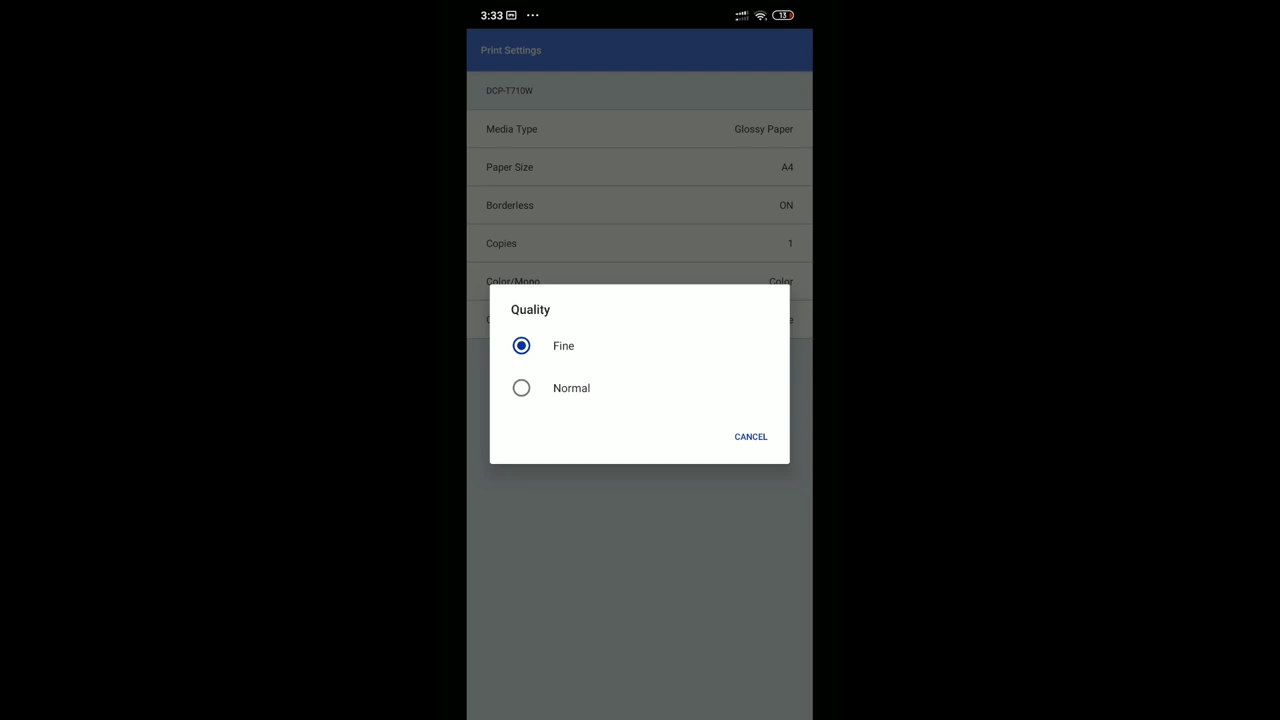 3:33
13
Print Settings
DCP-T710W
Media Type Glossy Paper
Paper Size A4
Borderless ON
Copies 1
Color/Mono Color
Quality
Fine
Normal
CANCEL